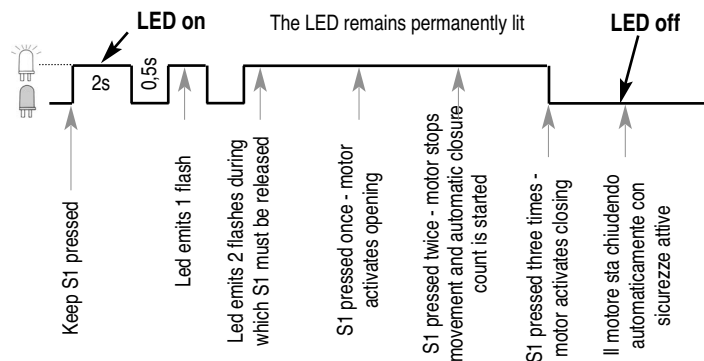 LED on
The LED remains permanently lit
LED off
2s
0,5s
Keep S1 pressed
Led emits 1 flash
Led emits 2 flashes during
which S1 must be released
S1 pressed once - motor
activates opening
S1 pressed twice - motor stops
movement and automatic closure
count is started
S1 pressed three times -
motor activates closing
Il motore sta chiudendo
automaticamente con
sicurezze attive